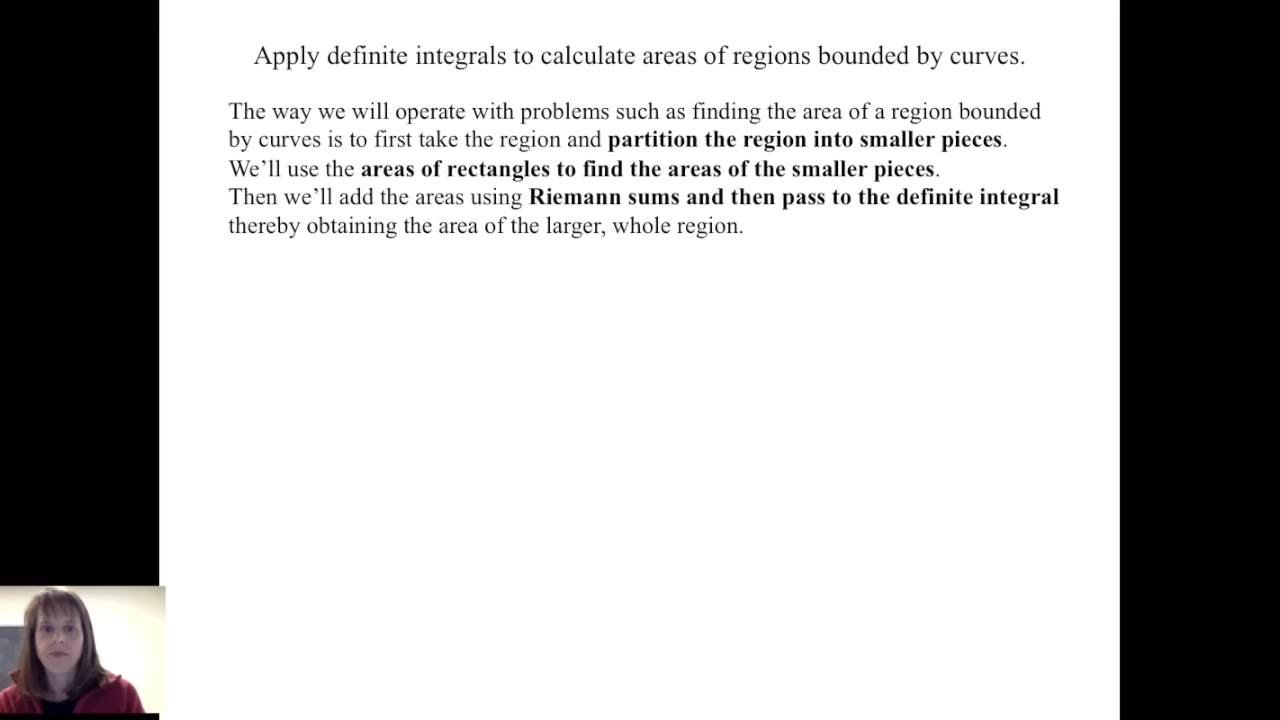 Apply definite integrals to calculate areas of regions bounded by curves.
The way we will operate with problems such as finding the area of a region bounded
by curves is to first take the region and partition the region into smaller pieces.
We’ll use the areas of rectangles to find the areas of the smaller pieces.
Then we’ll add the areas using Riemann sums and then pass to the definite integral
thereby obtaining the area of the larger, whole region.